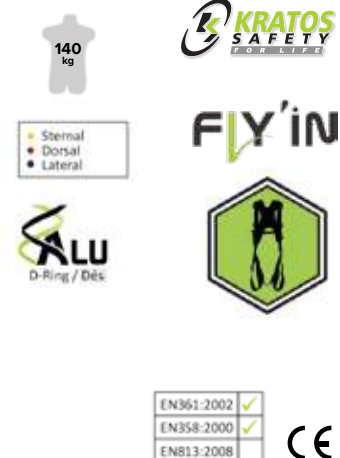 140
kg
KRATOS
SAFETY
FOR LIFE
Sternal
Dorsal
Lateral
FLY'IN
ALU
D-Ring / Dés
EN361:2002 ✓
EN358:2000 ✓
EN813:2008
CE